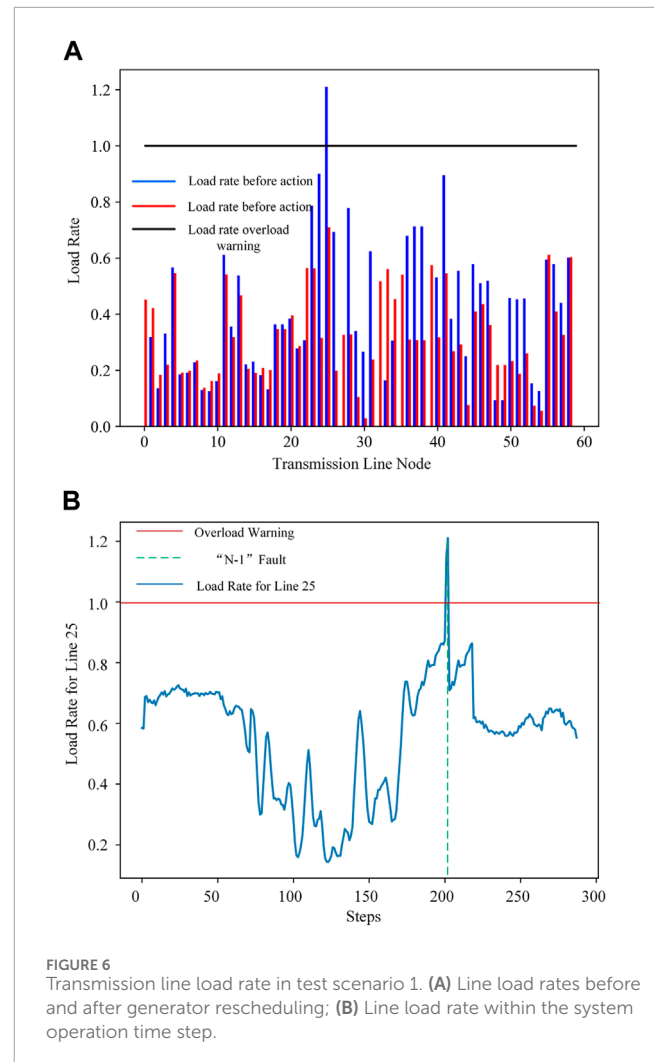 A
1.2
1.0
0.8
0.6
0.4
0.2
0.0
Load Rate
Load rate before action
Load rate before action
Load rate overload
warning
0
10
20
30
40
50
60
Transmission Line Node
B
1.2
1.0
0.8
0.6
0.4
0.2
Load Rate for Line 25
Overload Warning
“N-1” Fault
Load Rate for Line 25
0
50
100
150
200
250
300
Steps
FIGURE 6
Transmission line load rate in test scenario 1. (A) Line load rates before
and after generator rescheduling; (B) Line load rate within the system
operation time step.